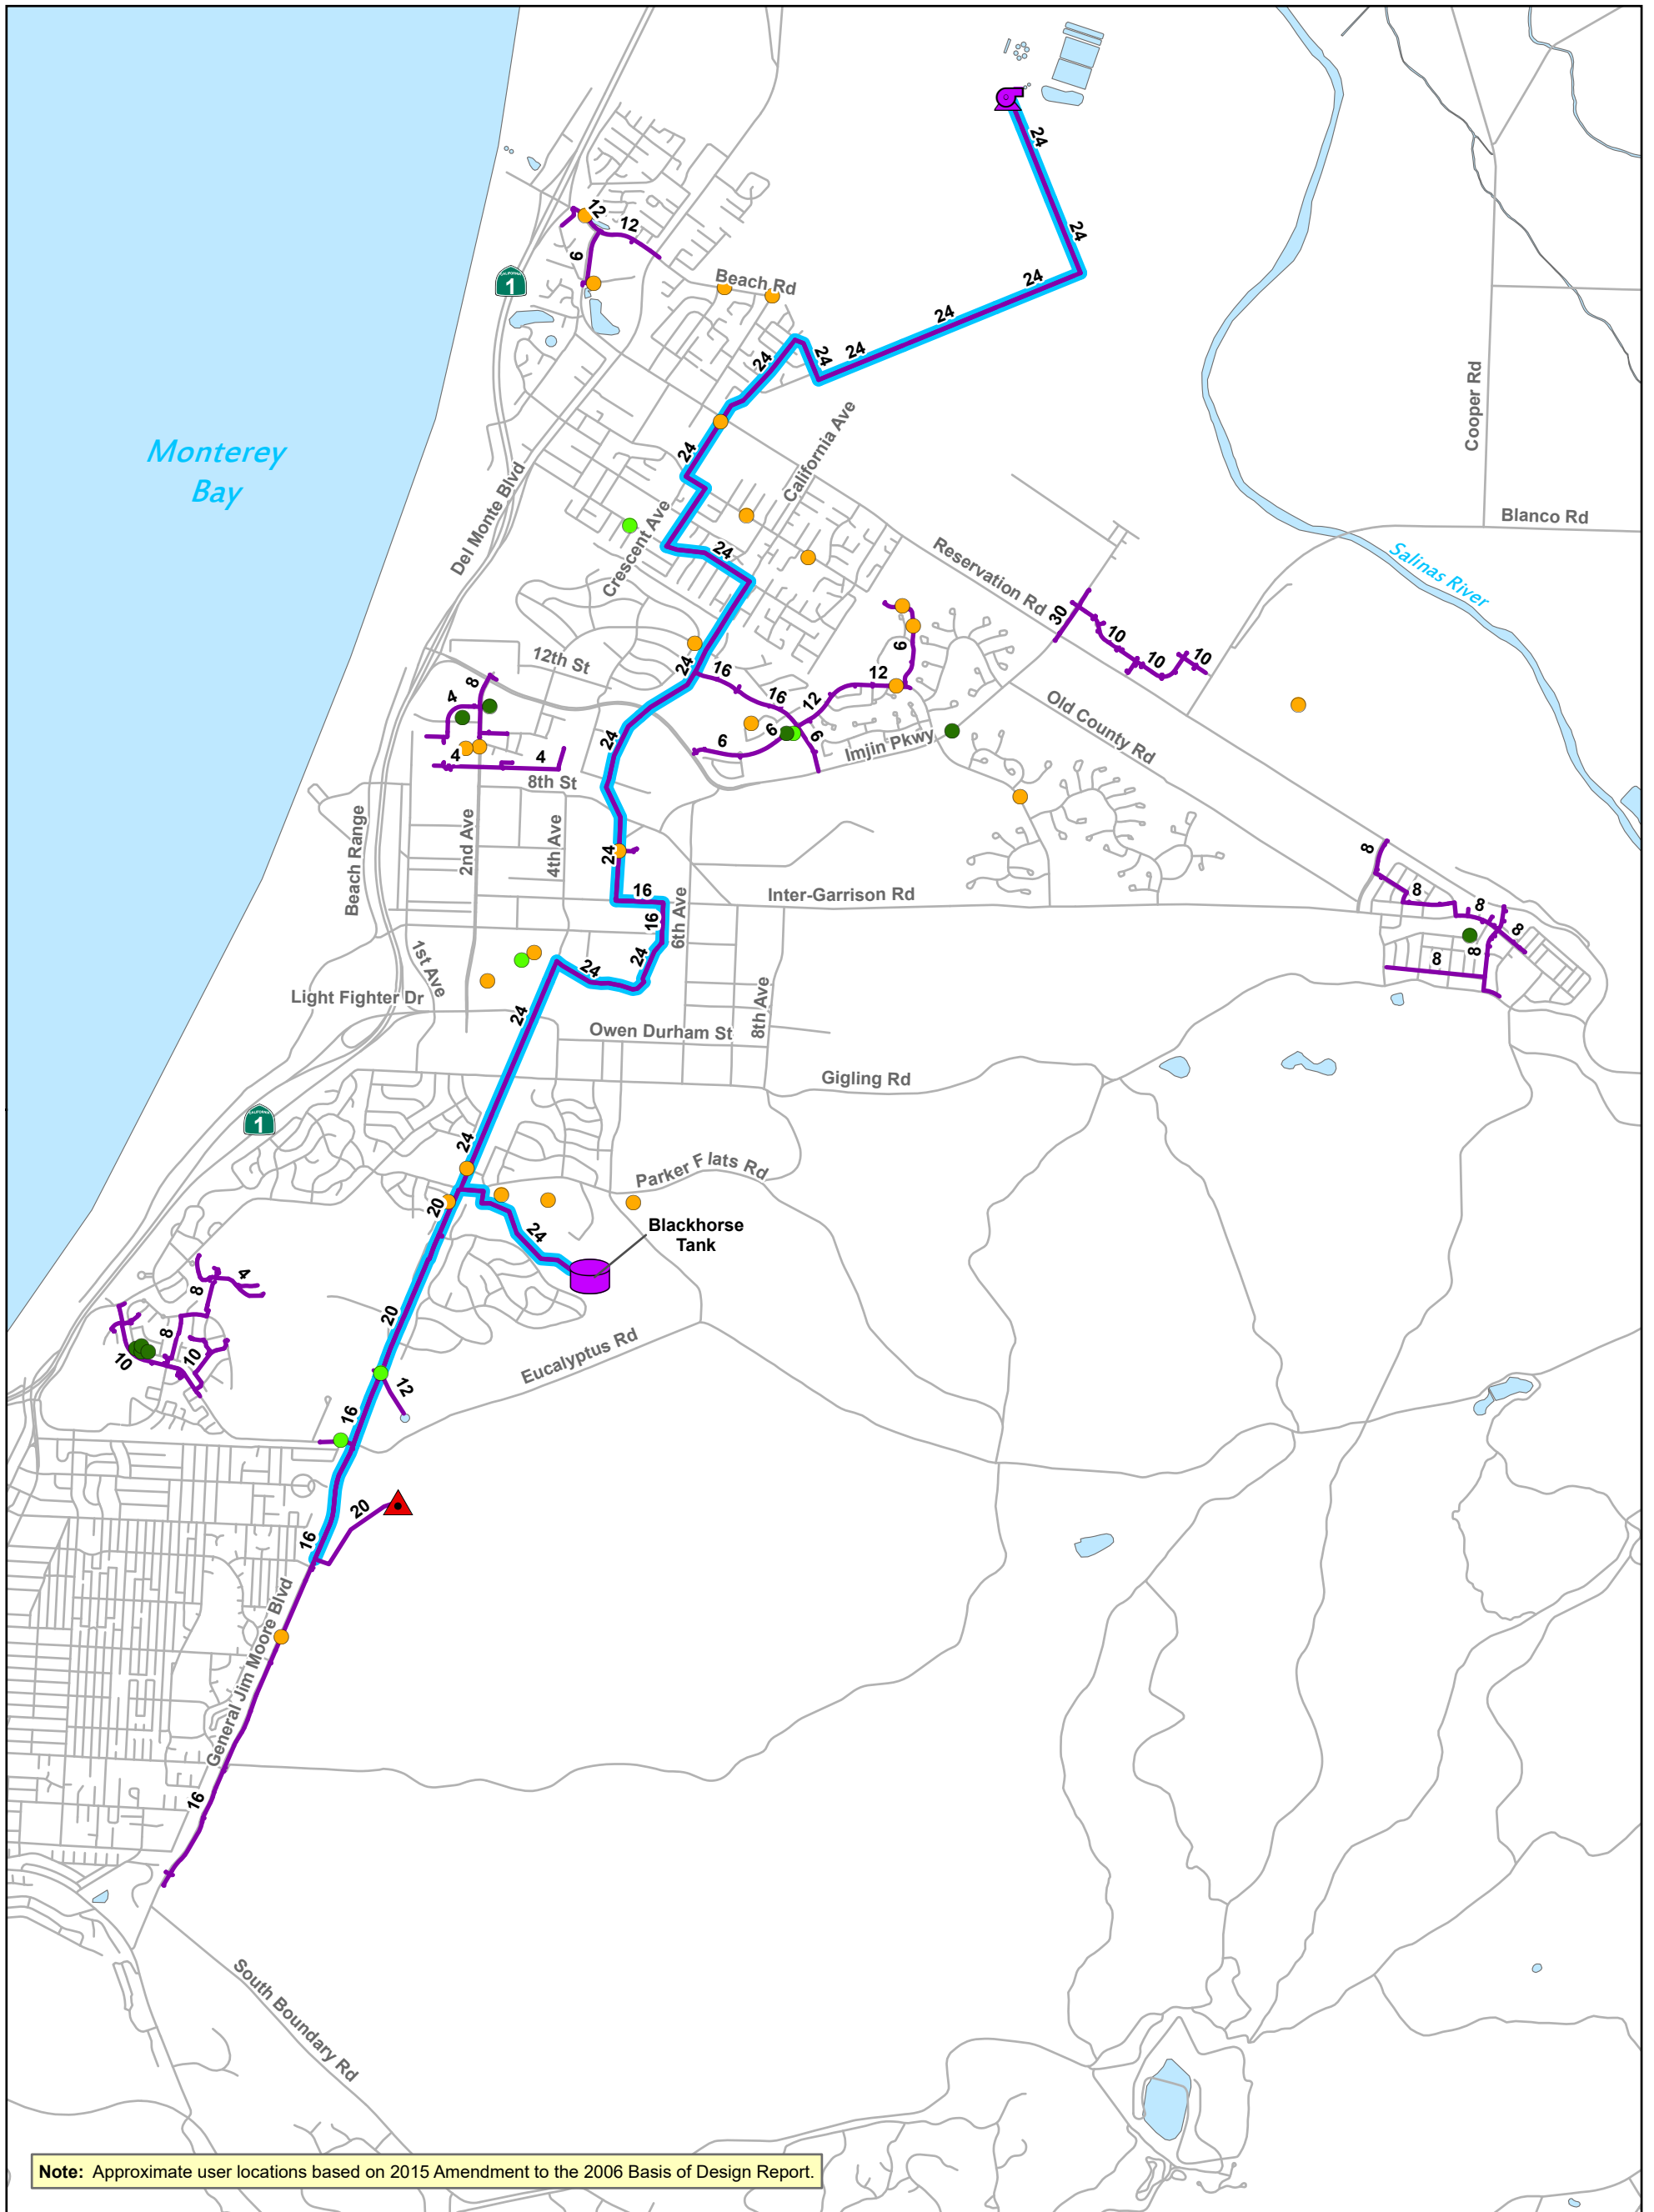 24
24
12
12
6
CALIFORNIA
1
Beach Rd
24
24
24
24
24
California Ave
Cooper Rd
Monterey
Bay
24
Del Monte Blvd
Crescent Ave
24
Reservation Rd
Blanco Rd
Salinas River
30
10
10
10
12th St
24
16
16
12
12
6
6
6
6
Imjin Pkwy
Old County Rd
8
4
4
4
8th St
24
Beach Range
2nd Ave
4th Ave
24
16
16
6th Ave
Inter-Garrison Rd
8
8
8
8
8
8
1st Ave
24
24
24
8th Ave
Light Fighter Dr
Owen Durham St
Gigling Rd
CALIFORNIA
1
24
Parker Flats Rd
20
24
Blackhorse
Tank
8
4
8
10
10
20
Eucalyptus Rd
12
16
20
16
General Jim Moore Blvd
16
South Boundary Rd
Note: Approximate user locations based on 2015 Amendment to the 2006 Basis of Design Report.